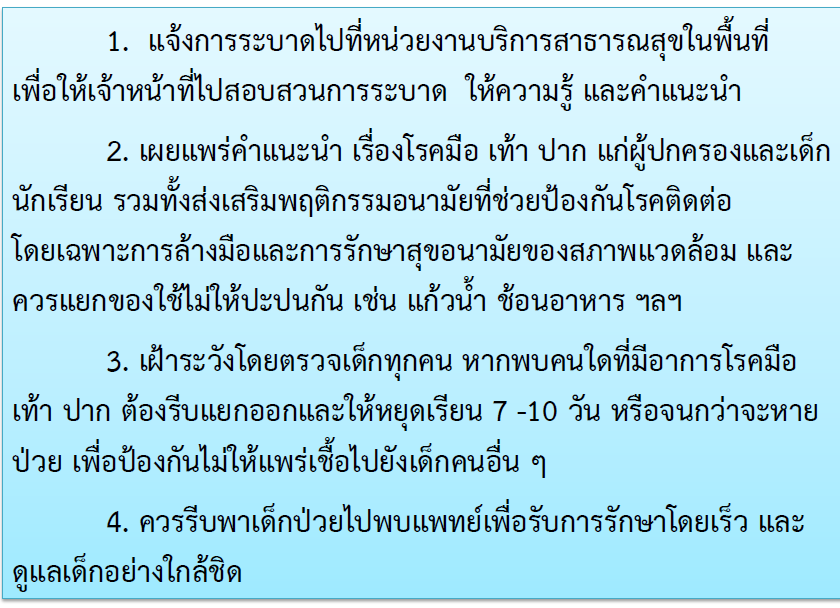 1. แจ้งการระบาดไปที่หน่วยงานบริการสาธารณสุขในพื้นที่
เพื่อให้เจ้าหน้าที่ไปสอบสวนการระบาด ให้ความรู้ และคำแนะนำ
2. เผยแพร่คำแนะนำ เรื่องโรคมือ เท้า ปาก แก่ผู้ปกครองและเด็ก
นักเรียน รวมทั้งส่งเสริมพฤติกรรมอนามัยที่ช่วยป้องกันโรคติดต่อ
โดยเฉพาะการล้างมือและการรักษาสุขอนามัยของสภาพแวดล้อม และ
ควรแยกของใช้ไม่ให้ปะปนกัน เช่น แก้วน้ำ ช้อนอาหาร ฯลฯ
3. เฝ้าระวังโดยตรวจเด็กทุกคน หากพบคนใดที่มีอาการโรคมือ
เท้า ปาก ต้องรีบแยกออกและให้หยุดเรียน 7 -10 วัน หรือจนกว่าจะหาย
ป่วย เพื่อป้องกันไม่ให้แพร่เชื้อไปยังเด็กคนอื่น ๆ
4. ควรรีบพาเด็กป่วยไปพบแพทย์เพื่อรับการรักษาโดยเร็ว และ
ดูแลเด็กอย่างใกล้ชิด